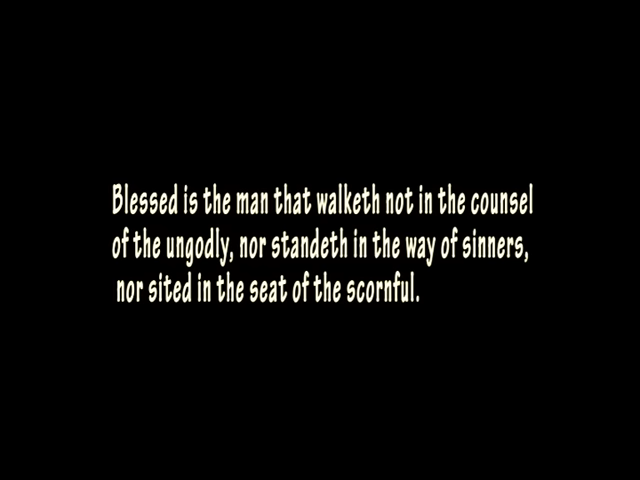 Blessed is the man that walketh not in the counsel
of the ungodly, nor standeth in the way of sinners,
nor sited in the seat of the scornful.